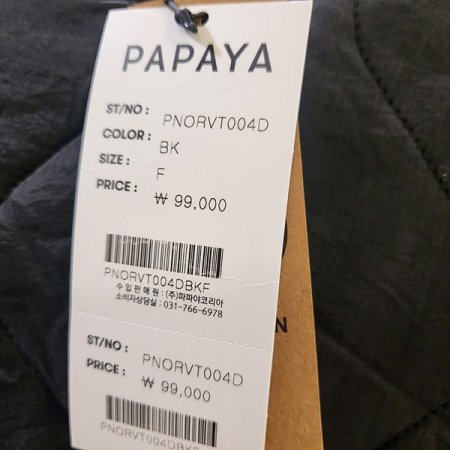 PAPAYA
ST/NO : PNORVT004D
COLOR : BK
SIZE : F
PRICE : ₩ 99,000
PNORVT004DBKF
수 입 판 매 원 : (주)파파야코리아
소비자상담실 : 031-766-6978
N
ST/NO : PNORVT004D
PRICE : ₩ 99,000
PNORVT004DBKF